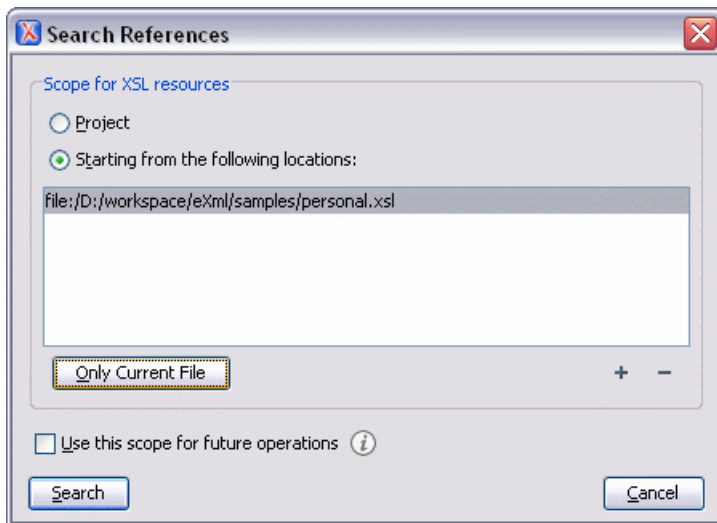 Search References
Scope for XSL resources
Project
Starting from the following locations:
file:/D:/workspace/eXml/samples/personal.xsl
Only Current File
+ −
Use this scope for future operations i
Search Cancel